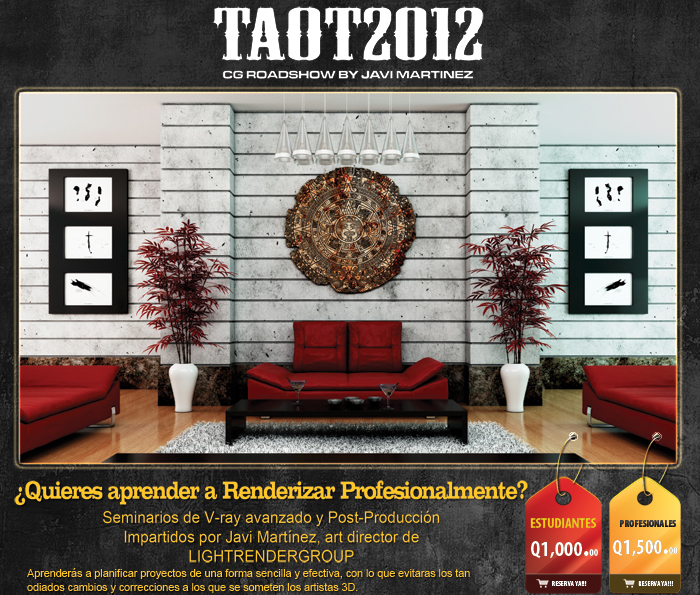 TAOT2012
CG ROADSHOW BY JAVI MARTINEZ
¿Quieres aprender a Renderizar Profesionalmente?
Seminarios de V-ray avanzado y Post-Producción
Impartidos por Javi Martínez, art director de
LIGHTRENDERGROUP
Aprenderás a planificar proyectos de una forma sencilla y efectiva, con lo que evitaras los tan
odiados cambios y correcciones a los que se someten los artistas 3D.
ESTUDIANTES
Q1,000.00
RESERVA YA!!!
PROFESIONALES
Q1,500.00
RESERVA YA!!!